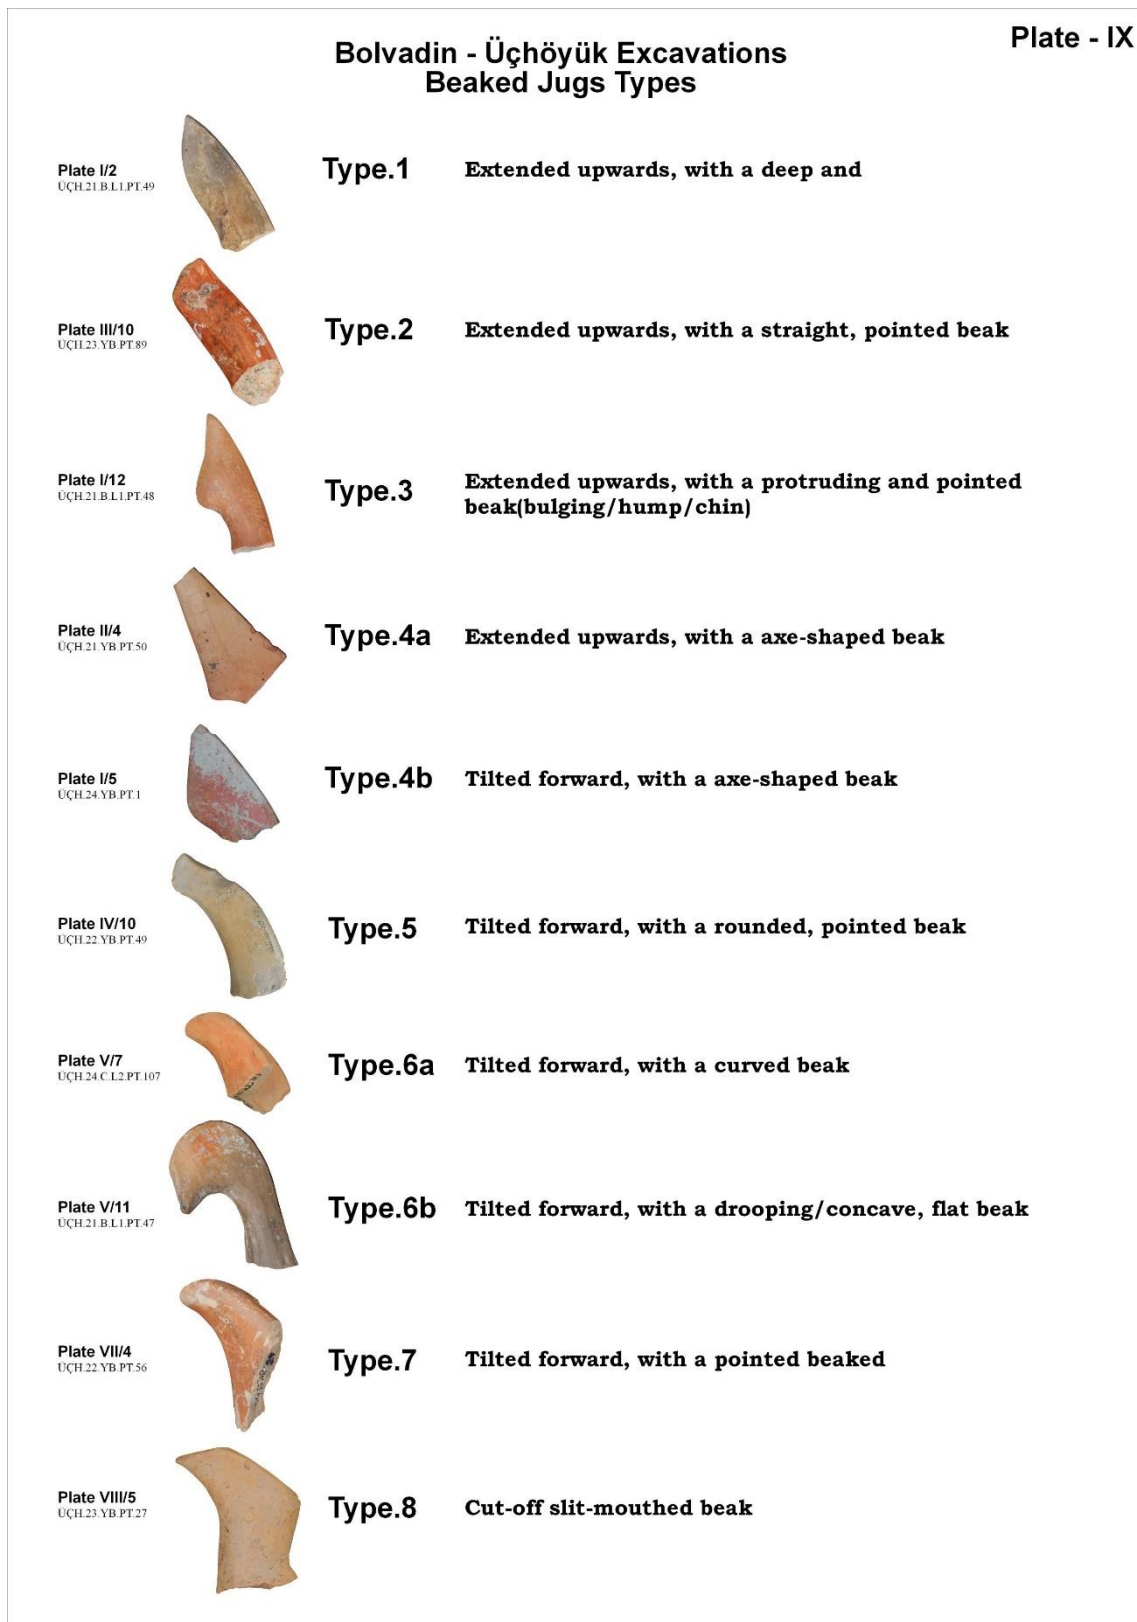 Plate - IX
Bolvadin - Üçhöyük Excavations
Beaked Jugs Types
Plate I/2
ÜÇH.21.B.L1.PT.49
Type.1
Extended upwards, with a deep and
Plate III/10
ÜÇH.23.YB.PT.89
Type.2
Extended upwards, with a straight, pointed beak
Plate I/12
ÜÇH.21.B.L1.PT.48
Type.3
Extended upwards, with a protruding and pointed
beak(bulging/hump/chin)
Plate II/4
ÜÇH.21.YB.PT.50
Type.4a
Extended upwards, with a axe-shaped beak
Plate I/5
ÜÇH.24.YB.PT.1
Type.4b
Tilted forward, with a axe-shaped beak
Plate IV/10
ÜÇH.22.YB.PT.49
Type.5
Tilted forward, with a rounded, pointed beak
Plate V/7
ÜÇH.24.C.L2.PT.107
Type.6a
Tilted forward, with a curved beak
Plate V/11
ÜÇH.21.B.L1.PT.47
Type.6b
Tilted forward, with a drooping/concave, flat beak
Plate VII/4
ÜÇH.22.YB.PT.56
Type.7
Tilted forward, with a pointed beaked
Plate VIII/5
ÜÇH.23.YB.PT.27
Type.8
Cut-off slit-mouthed beak